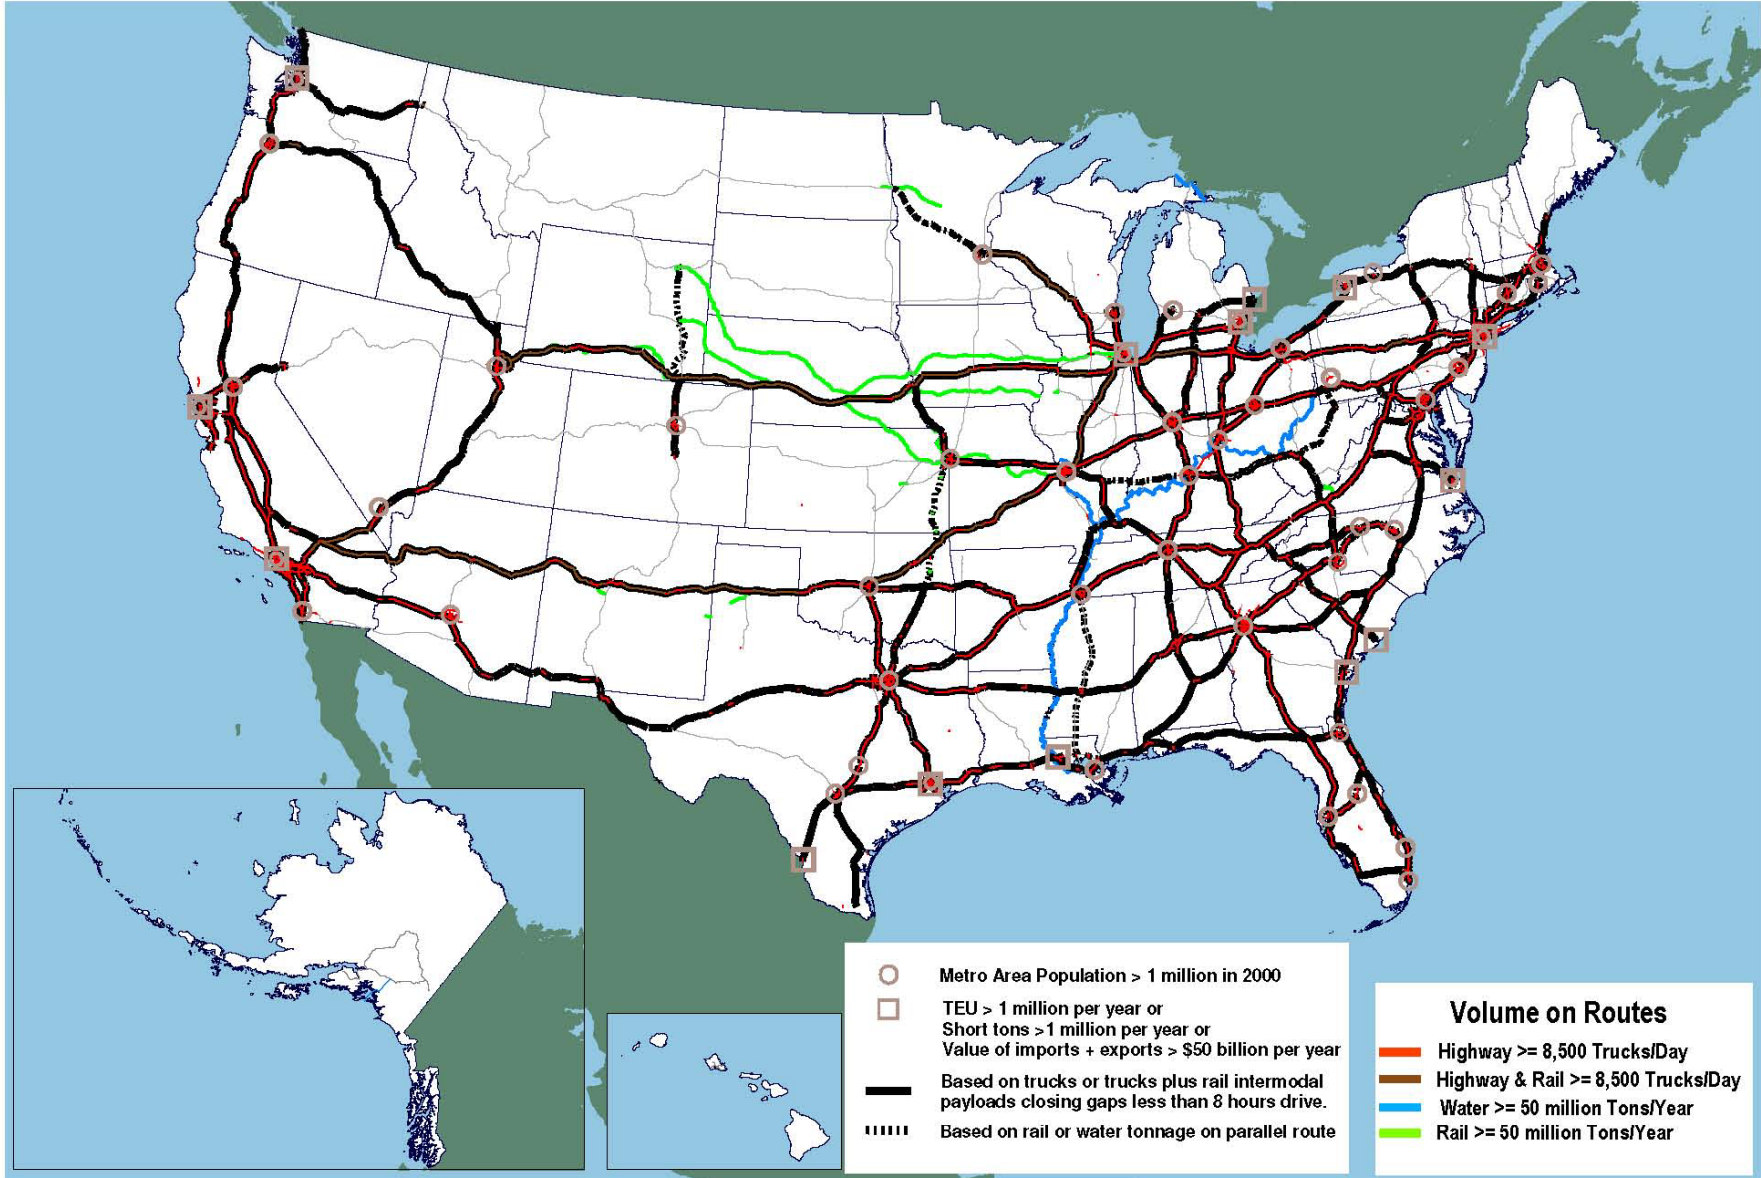 Metro Area Population > 1 million in 2000
TEU > 1 million per year or
Short tons >1 million per year or
Value of imports + exports > $50 billion per year
Based on trucks or trucks plus rail intermodal
payloads closing gaps less than 8 hours drive.
Based on rail or water tonnage on parallel route
Volume on Routes
Highway >= 8,500 Trucks/Day
Highway & Rail >= 8,500 Trucks/Day
Water >= 50 million Tons/Year
Rail >= 50 million Tons/Year